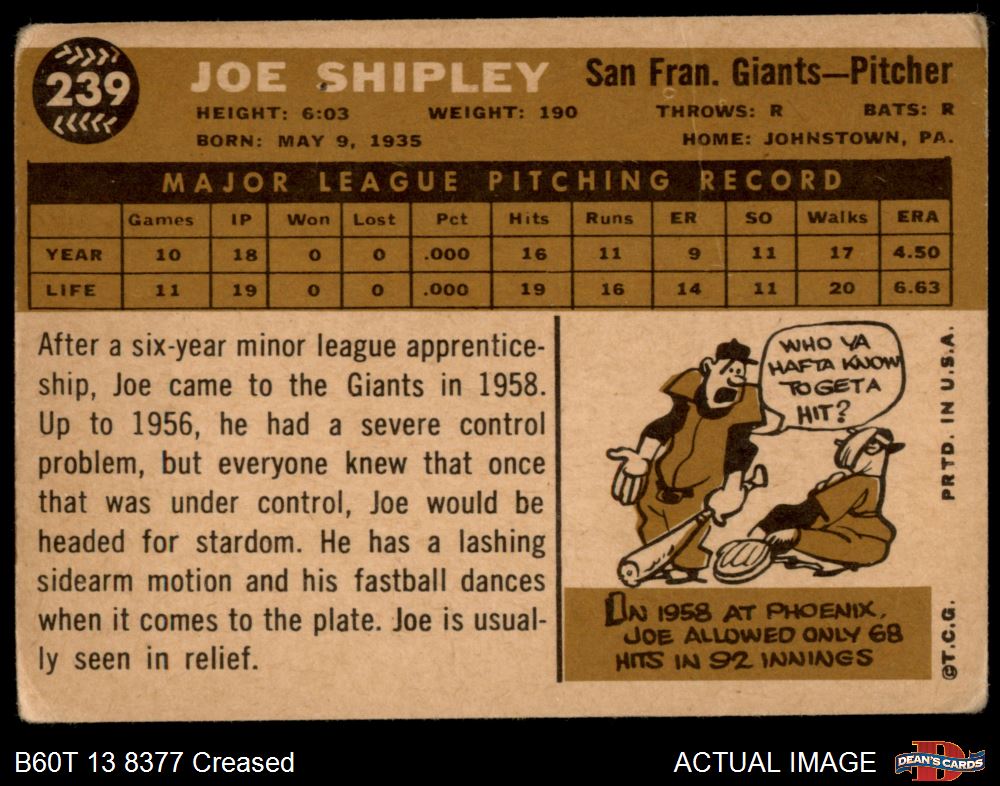 239
JOE SHIPLEY San Fran. Giants—Pitcher
HEIGHT: 6:03 WEIGHT: 190 THROWS: R BATS: R
BORN: MAY 9, 1935 HOME: JOHNSTOWN, PA.
MAJOR LEAGUE PITCHING RECORD
Games IP Won Lost Pct Hits Runs ER SO Walks ERA
YEAR 10 18 0 0 .000 16 11 9 11 17 4.50
LIFE 11 19 0 0 .000 19 16 14 11 20 6.63
After a six-year minor league apprentice-
ship, Joe came to the Giants in 1958.
Up to 1956, he had a severe control
problem, but everyone knew that once
that was under control, Joe would be
headed for stardom. He has a lashing
sidearm motion and his fastball dances
when it comes to the plate. Joe is usual-
ly seen in relief.
WHO YA
HAFTA KNOW
TO GET A
HIT?
IN 1958 AT PHOENIX,
JOE ALLOWED ONLY 68
HITS IN 92 INNINGS
PRTD. IN U.S.A.
©T.C.G.
B60T 13 8377 Creased
ACTUAL IMAGE
D
DEAN'S CARDS